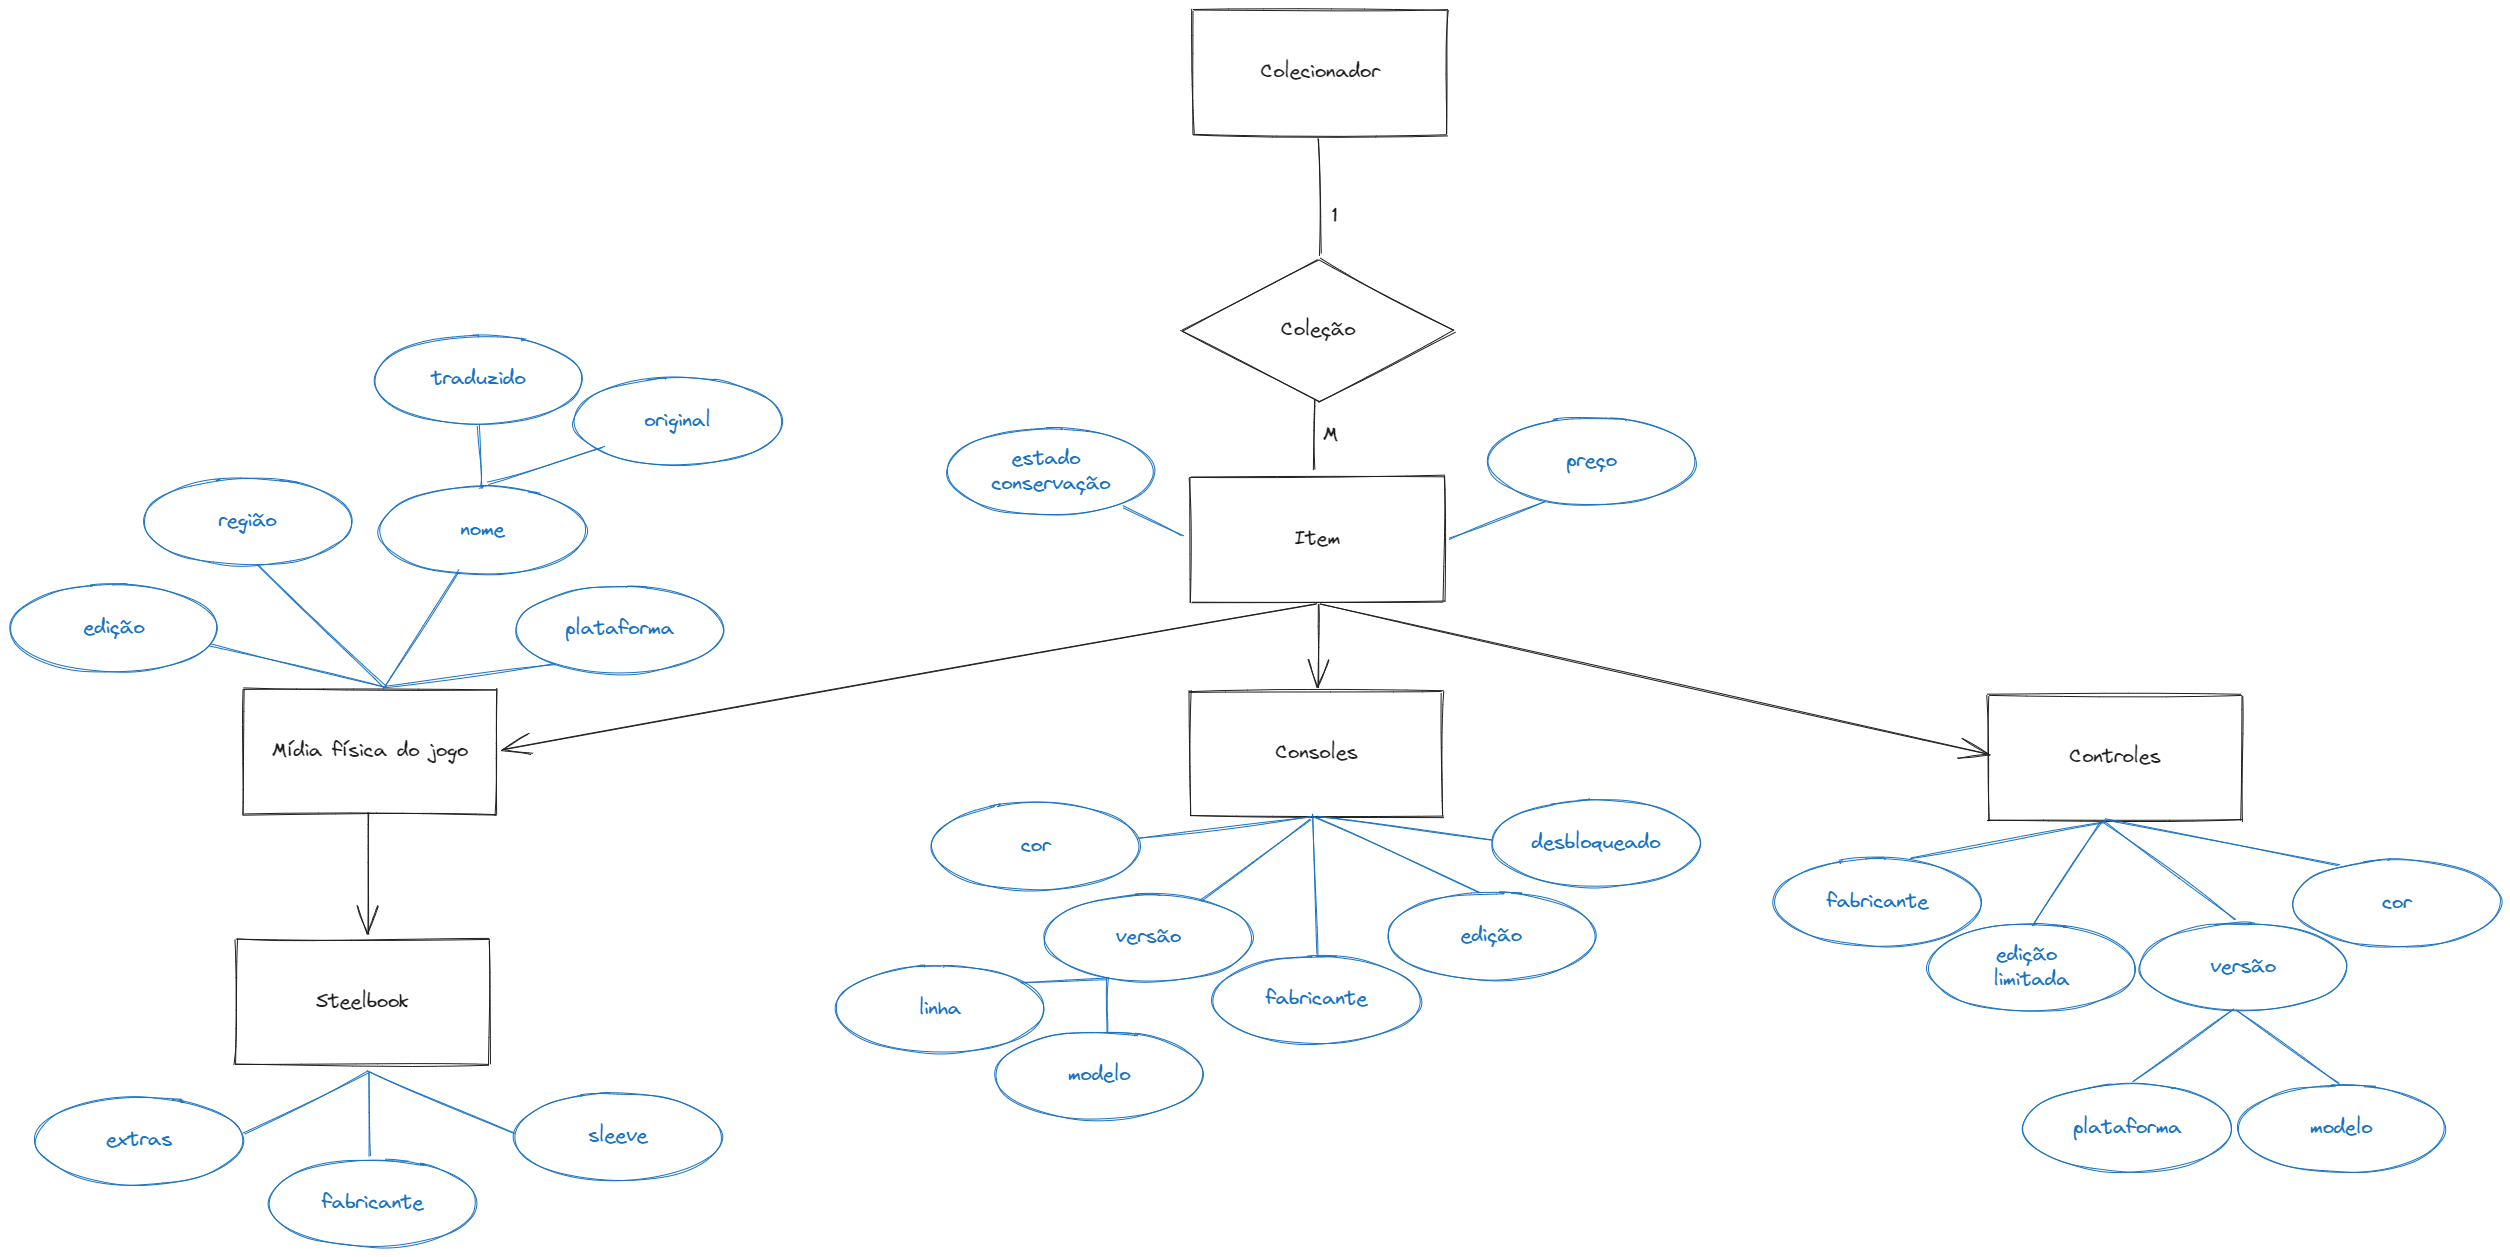 Colecionador
1
Coleção
M
traduzido
original
estado
conservação
preço
região
nome
Item
edição
plataforma
Mídia física do jogo
Consoles
Controles
cor
desbloqueado
fabricante
cor
versão
edição
edição
limitada
versão
linha
fabricante
Steelbook
modelo
plataforma
modelo
extras
sleeve
fabricante